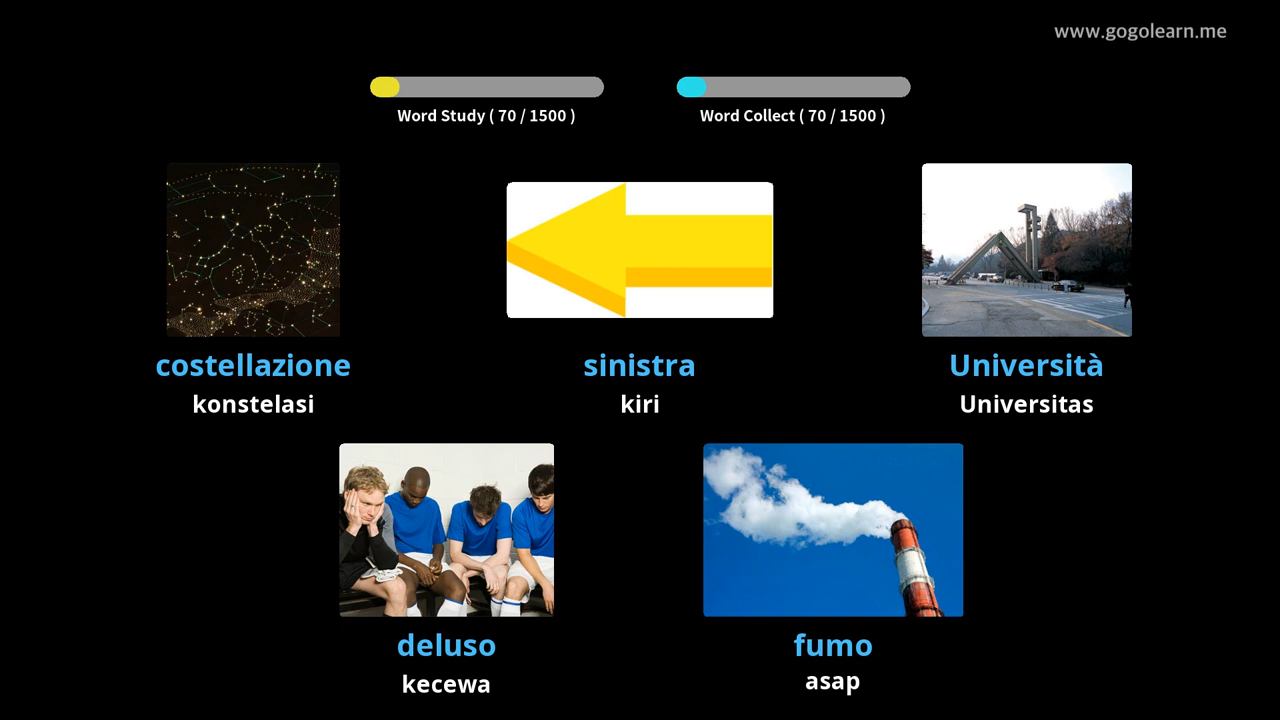 www.gogolearn.me
Word Study ( 70 / 1500 )
Word Collect ( 70 / 1500 )
costellazione
sinistra
Università
konstelasi
kiri
Universitas
deluso
fumo
kecewa
asap